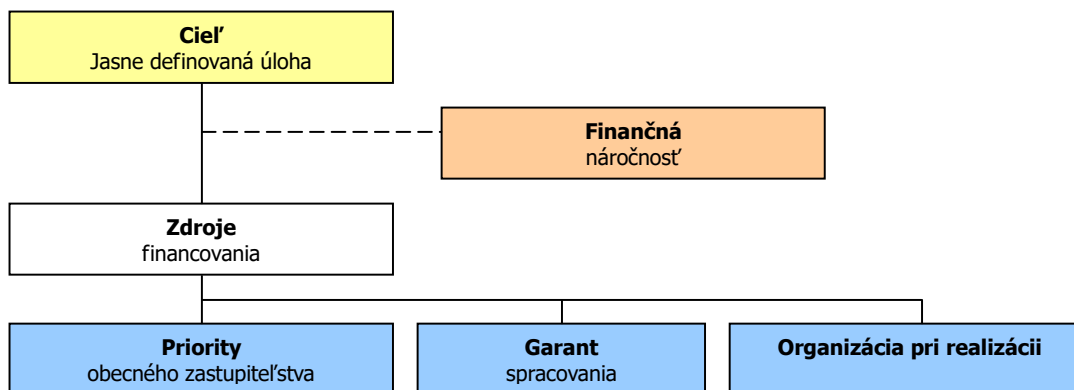 Cieľ
Jasne definovaná úloha
Finančná
náročnosť
Zdroje
financovania
Priority
obecného zastupiteľstva
Garant
spracovania
Organizácia pri realizácii